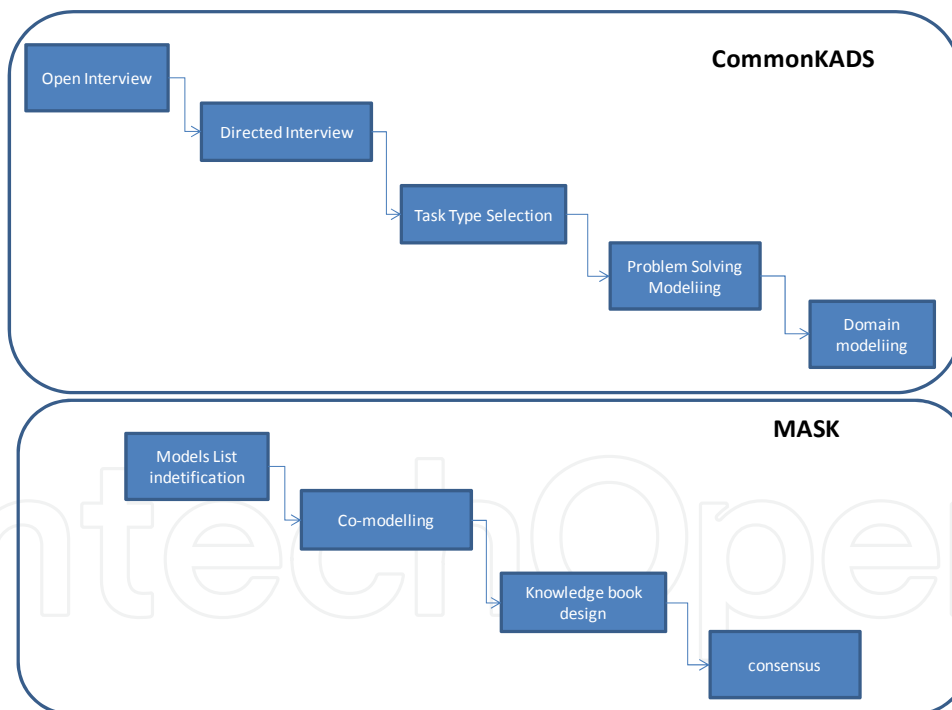 CommonKADS
Open Interview
Directed Interview
Task Type Selection
Problem Solving
Modeliing
Domain
modeliing
MASK
Models List
indetification
Co-modelling
Knowledge book
design
consensus
ntechOpe